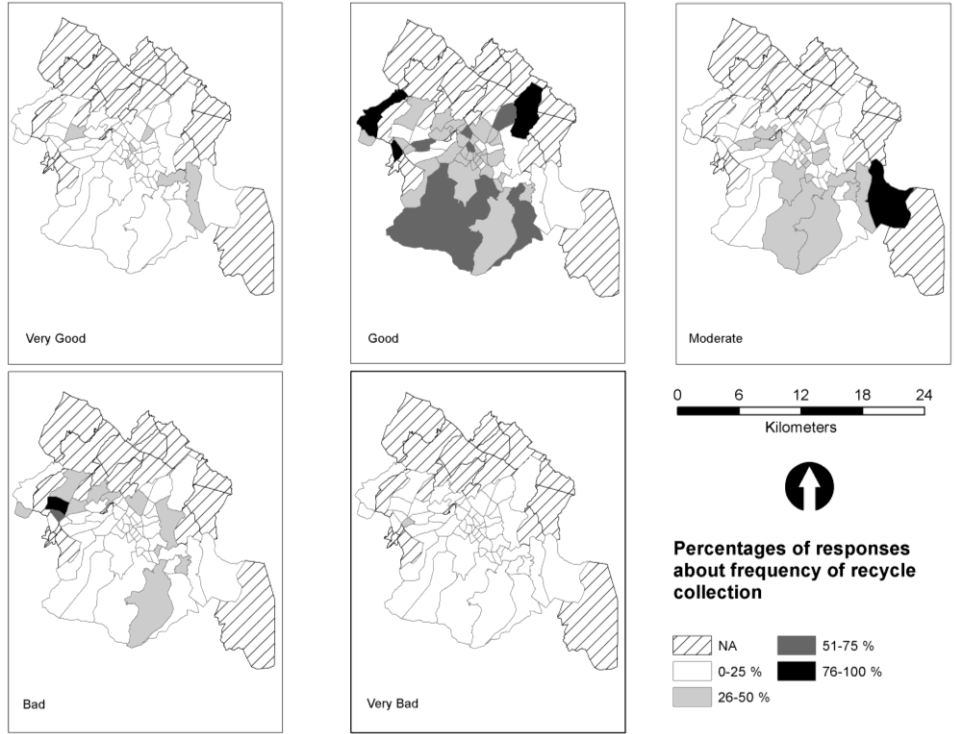 Very Good
Good
Moderate
0 6 12 18 24
Kilometers
Percentages of responses
about frequency of recycle
collection
NA
51-75 %
0-25 %
76-100 %
26-50 %
Bad
Very Bad